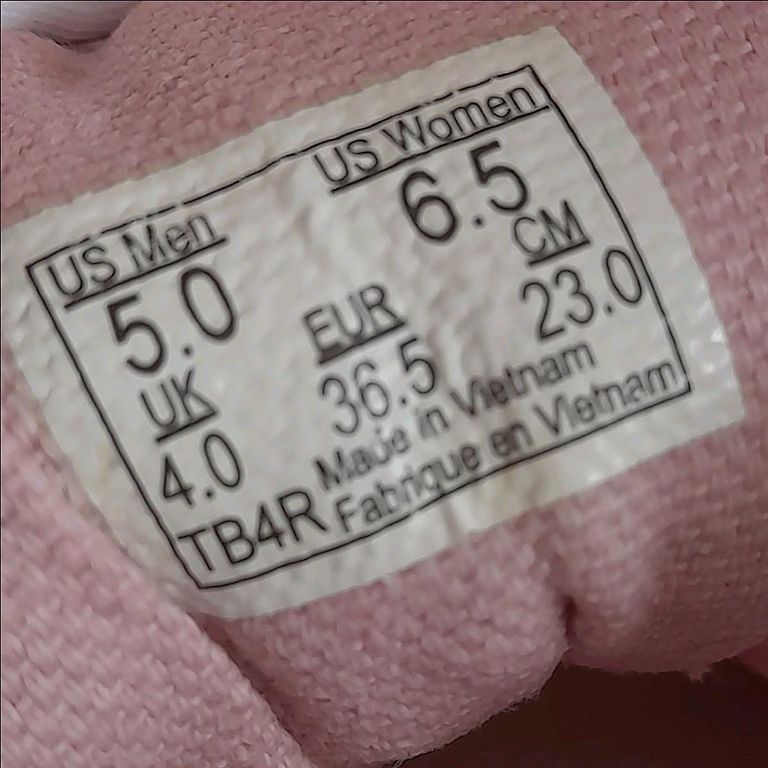 US Men
US Women
5.0
6.5
UK
EUR
CM
4.0
36.5
23.0
TB4R
Made in Vietnam
Fabrique en Vietnam